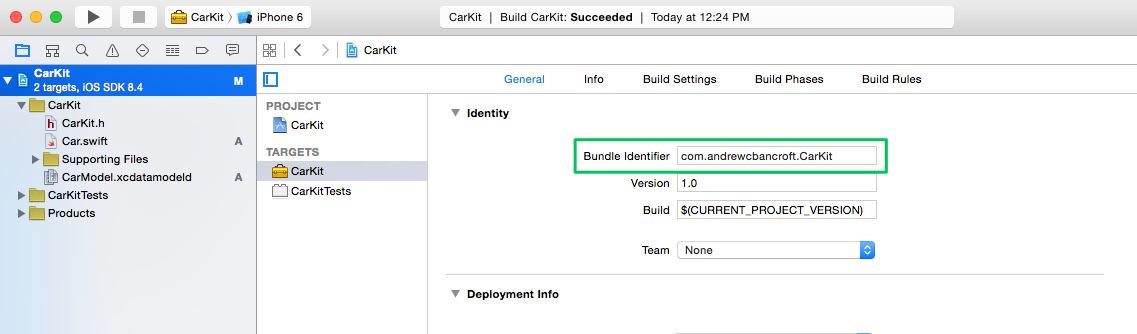 CarKit iPhone 6
CarKit | Build CarKit: Succeeded | Today at 12:24 PM
CarKit
CarKit
2 targets, iOS SDK 8.4 M
CarKit
CarKit.h
Car.swift A
Supporting Files
CarModel.xcdatamodeld A
CarKitTests
Products
General Info Build Settings Build Phases Build Rules
PROJECT
CarKit
TARGETS
CarKit
CarKitTests
Identity
Bundle Identifier com.andrewcbancroft.CarKit
Version 1.0
Build $(CURRENT_PROJECT_VERSION)
Team None
Deployment Info